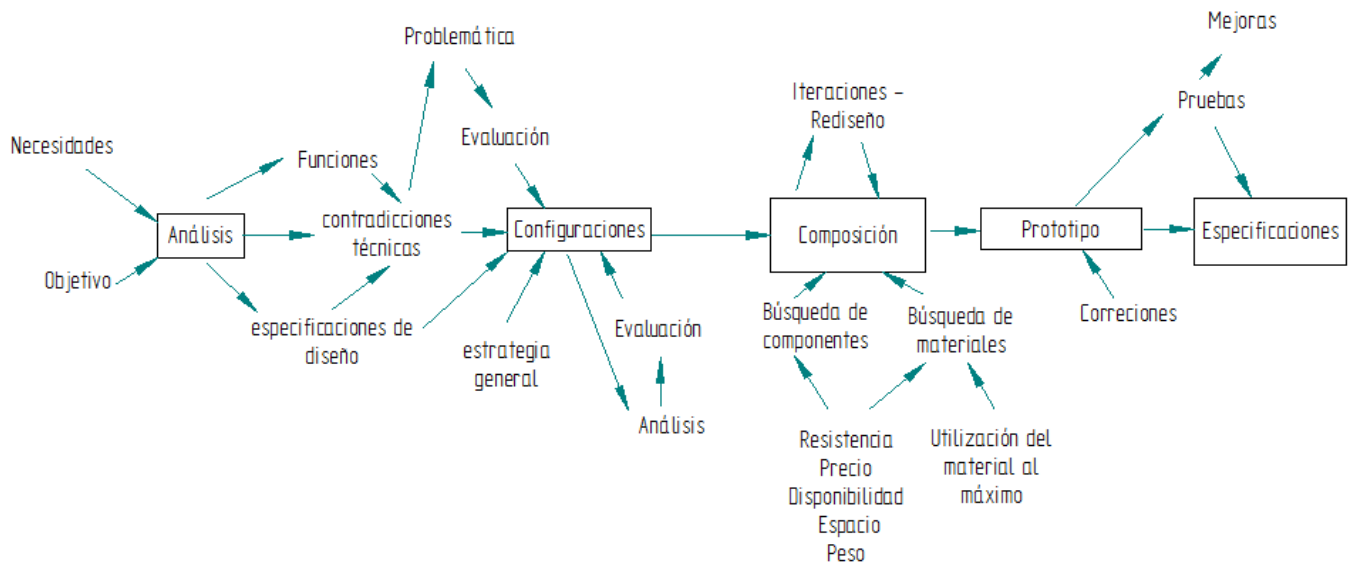 Mejoras
Problemática
Iteraciones –
Rediseño
Pruebas
Necesidades
Evaluación
Funciones
contradicciones
técnicas
Análisis
Configuraciones
Composición
Prototipo
Especificaciones
Objetivo
especificaciones de
diseño
estrategia
general
Evaluación
Análisis
Búsqueda de
componentes
Búsqueda de
materiales
Correciones
Resistencia
Precio
Disponibilidad
Espacio
Peso
Utilización del
material al
máximo